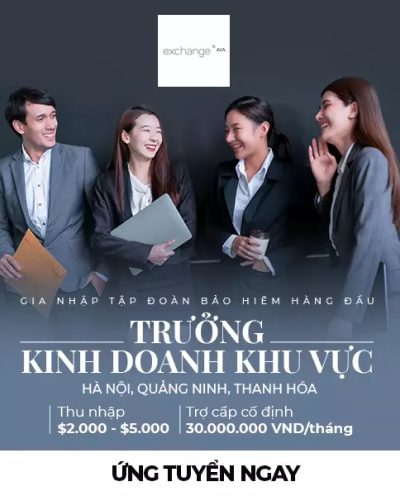 exchange AIA
GIA NHẬP TẬP ĐOÀN BẢO HIỂM HÀNG ĐẦU
TRƯỞNG
KINH DOANH KHU VỰC
HÀ NỘI, QUẢNG NINH, THANH HÓA
Thu nhập
$2.000 - $5.000
Trợ cấp cố định
30.000.000 VND/tháng
ỨNG TUYỂN NGAY